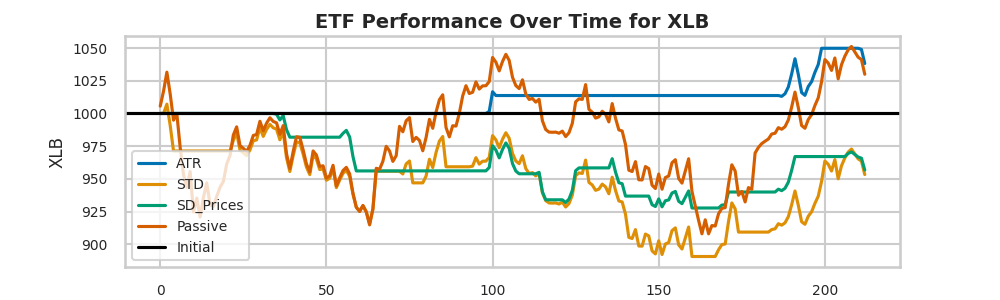 ETF Performance Over Time for XLB
XLB
1050
1025
1000
975
950
925
900
ATR
STD
SD_Prices
Passive
Initial
0
50
100
150
200